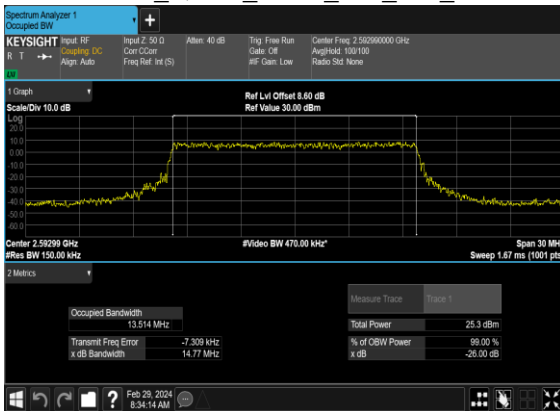 Spectrum Analyzer 1
Occupied BW
+
KEYSIGHT
R T
Input: RF
Coupling: DC
Align: Auto
Input Z: 50 Ω
Corr CCorr
Freq Ref: Int (S)
Atten: 40 dB
Trig: Free Run
Gate: Off
#IF Gain: Low
Center Freq: 2.592990000 GHz
Avg|Hold: 100/100
Radio Std: None
1 Graph
Scale/Div 10.0 dB
Ref Lvl Offset 8.60 dB
Ref Value 30.00 dBm
Log
20.0
10.0
0.00
-10.0
-20.0
-30.0
-40.0
-50.0
-60.0
Center 2.59299 GHz
#Res BW 150.00 kHz
#Video BW 470.00 kHz*
Span 30 MH
Sweep 1.67 ms (1001 pts
2 Metrics
Measure Trace
Trace 1
Occupied Bandwidth
13.514 MHz
Total Power
25.3 dBm
Transmit Freq Error
-7.309 kHz
% of OBW Power
99.00 %
x dB Bandwidth
14.77 MHz
x dB
-26.00 dB
?
Feb 29, 2024
8:34:14 AM